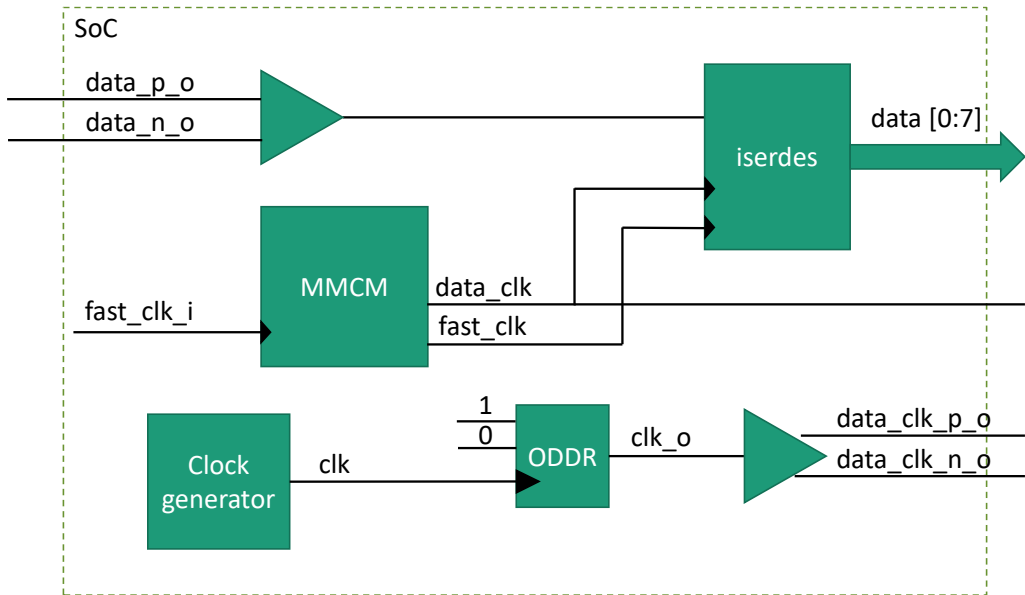 SoC
data_p_o
data_n_o
iserdes
data [0:7]
MMCM
data_clk
fast_clk
fast_clk_i
Clock
generator
clk
1
0
ODDR
clk_o
data_clk_p_o
data_clk_n_o